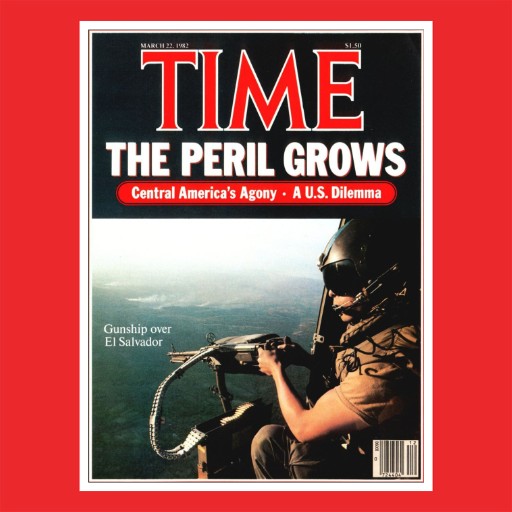 MARCH 22, 1982 $1.50
TIME
THE PERIL GROWS
Central America's Agony · A U.S. Dilemma
Gunship over
El Salvador